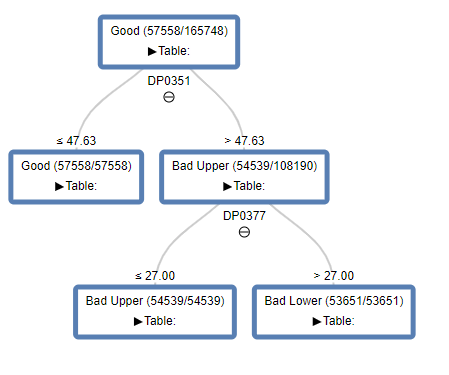 Good (57558/165748)
▶Table:
DP0351
≤ 47.63
> 47.63
Good (57558/57558)
▶Table:
Bad Upper (54539/108190)
▶Table:
DP0377
≤ 27.00
> 27.00
Bad Upper (54539/54539)
▶Table:
Bad Lower (53651/53651)
▶Table: